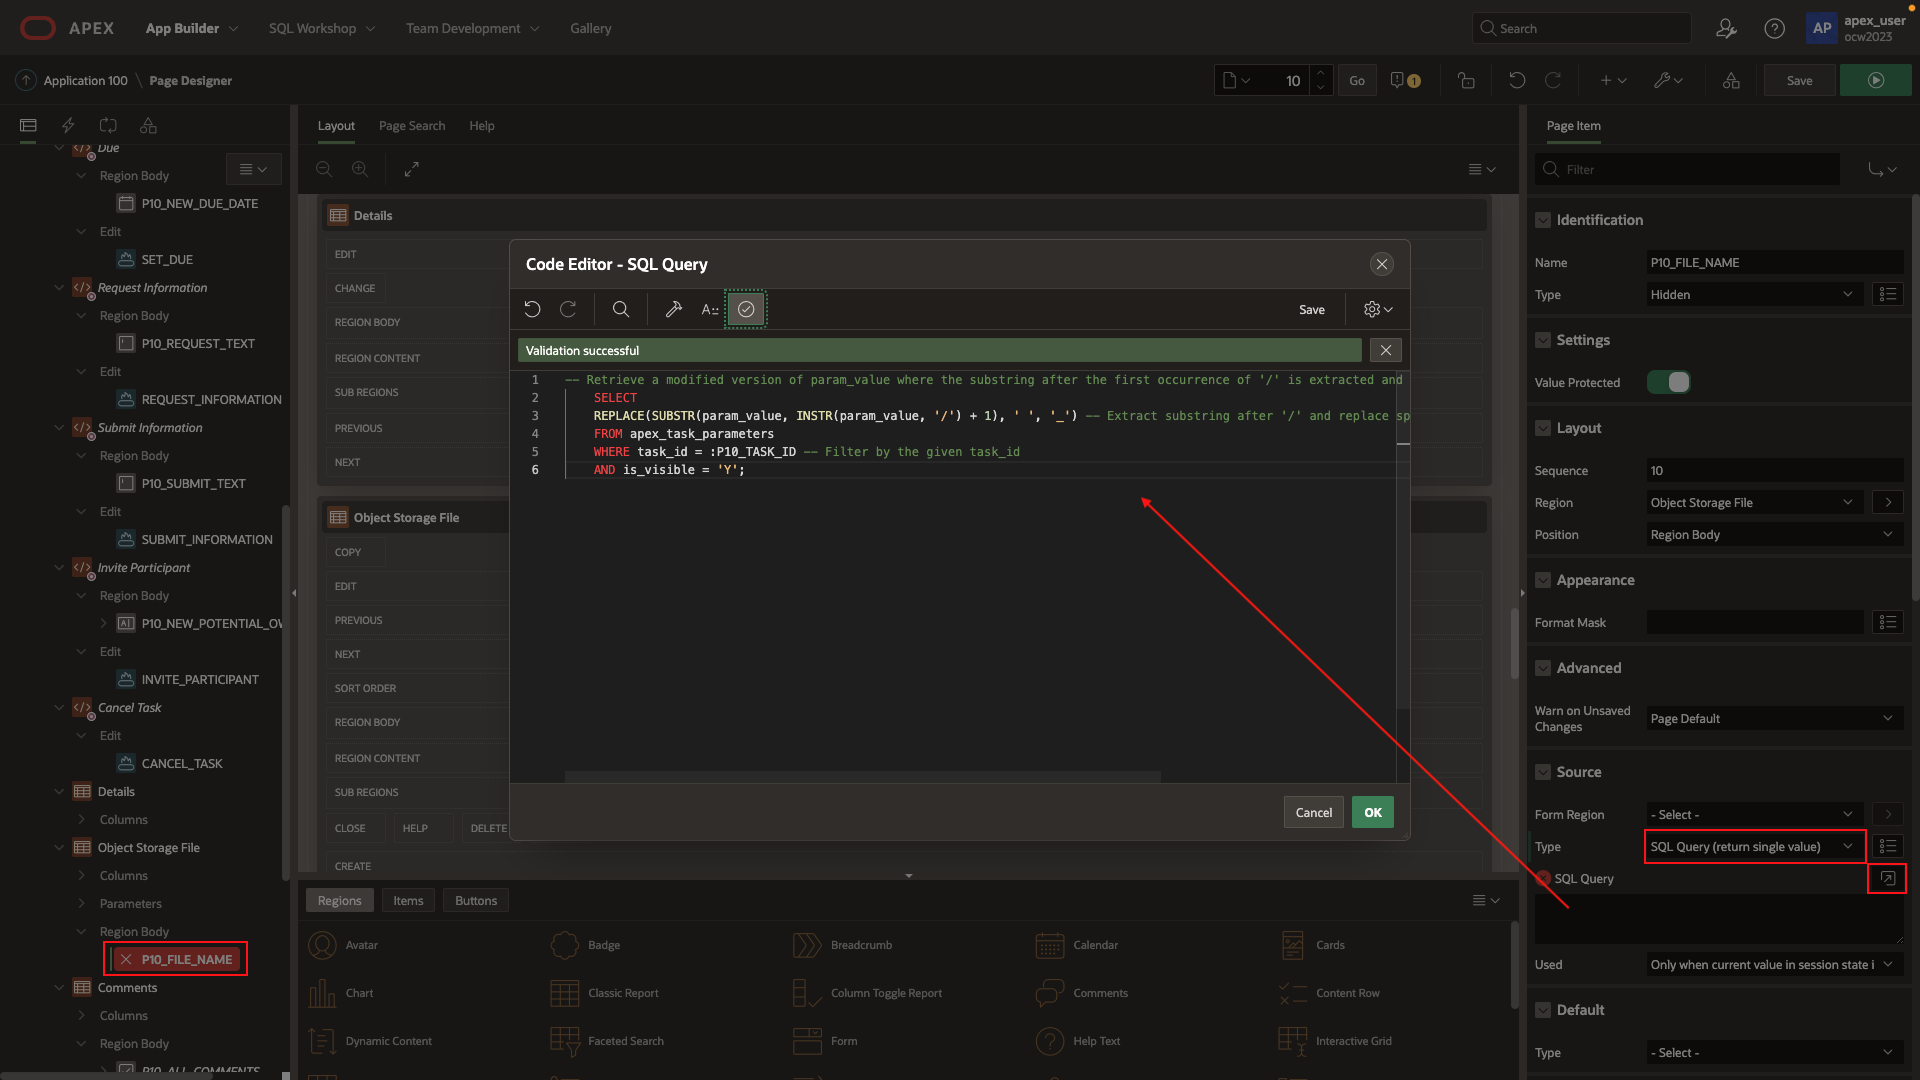 APEX
App Builder
SQL Workshop
Team Development
Gallery
Search
AP
apex_user
ocw2023
Application 100 \ Page Designer
10
Go
1
Save
Due
Region Body
P10_NEW_DUE_DATE
Edit
SET_DUE
Request Information
Region Body
P10_REQUEST_TEXT
Edit
REQUEST_INFORMATION
Submit Information
Region Body
P10_SUBMIT_TEXT
Edit
SUBMIT_INFORMATION
Invite Participant
Region Body
P10_NEW_POTENTIAL_OW
Edit
INVITE_PARTICIPANT
Cancel Task
Edit
CANCEL_TASK
Details
Columns
Object Storage File
Columns
Parameters
Region Body
P10_FILE_NAME
Comments
Columns
Region Body
P10_ALL_COMMENTS
Layout
Page Search
Help
Details
EDIT
CHANGE
REGION BODY
REGION CONTENT
SUB REGIONS
PREVIOUS
NEXT
Object Storage File
COPY
EDIT
PREVIOUS
NEXT
SORT ORDER
REGION BODY
REGION CONTENT
SUB REGIONS
CLOSE
HELP
DELETE
CREATE
Code Editor - SQL Query
Save
Validation successful
1 -- Retrieve a modified version of param_value where the substring after the first occurrence of '/' is extracted and
2 SELECT
3 REPLACE(SUBSTR(param_value, INSTR(param_value, '/') + 1), ' ', '_') -- Extract substring after '/' and replace sp
4 FROM apex_task_parameters
5 WHERE task_id = :P10_TASK_ID -- Filter by the given task_id
6 AND is_visible = 'Y';
Cancel
OK
Regions
Items
Buttons
Avatar
Badge
Breadcrumb
Calendar
Cards
Chart
Classic Report
Column Toggle Report
Comments
Content Row
Dynamic Content
Faceted Search
Form
Help Text
Interactive Grid
Page Item
Filter
Identification
Name
P10_FILE_NAME
Type
Hidden
Settings
Value Protected
Layout
Sequence
10
Region
Object Storage File
Position
Region Body
Appearance
Format Mask
Advanced
Warn on Unsaved
Changes
Page Default
Source
Form Region
- Select -
Type
SQL Query (return single value)
SQL Query
Used
Only when current value in session state i
Default
Type
- Select -